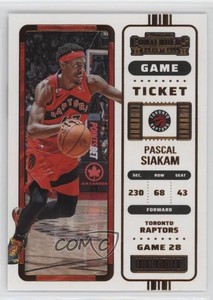 GAME
TICKET
PASCAL
SIAKAM
SEC. ROW SEAT
230 68 43
FORWARD
TORONTO
RAPTORS
GAME 28
RAPTORS